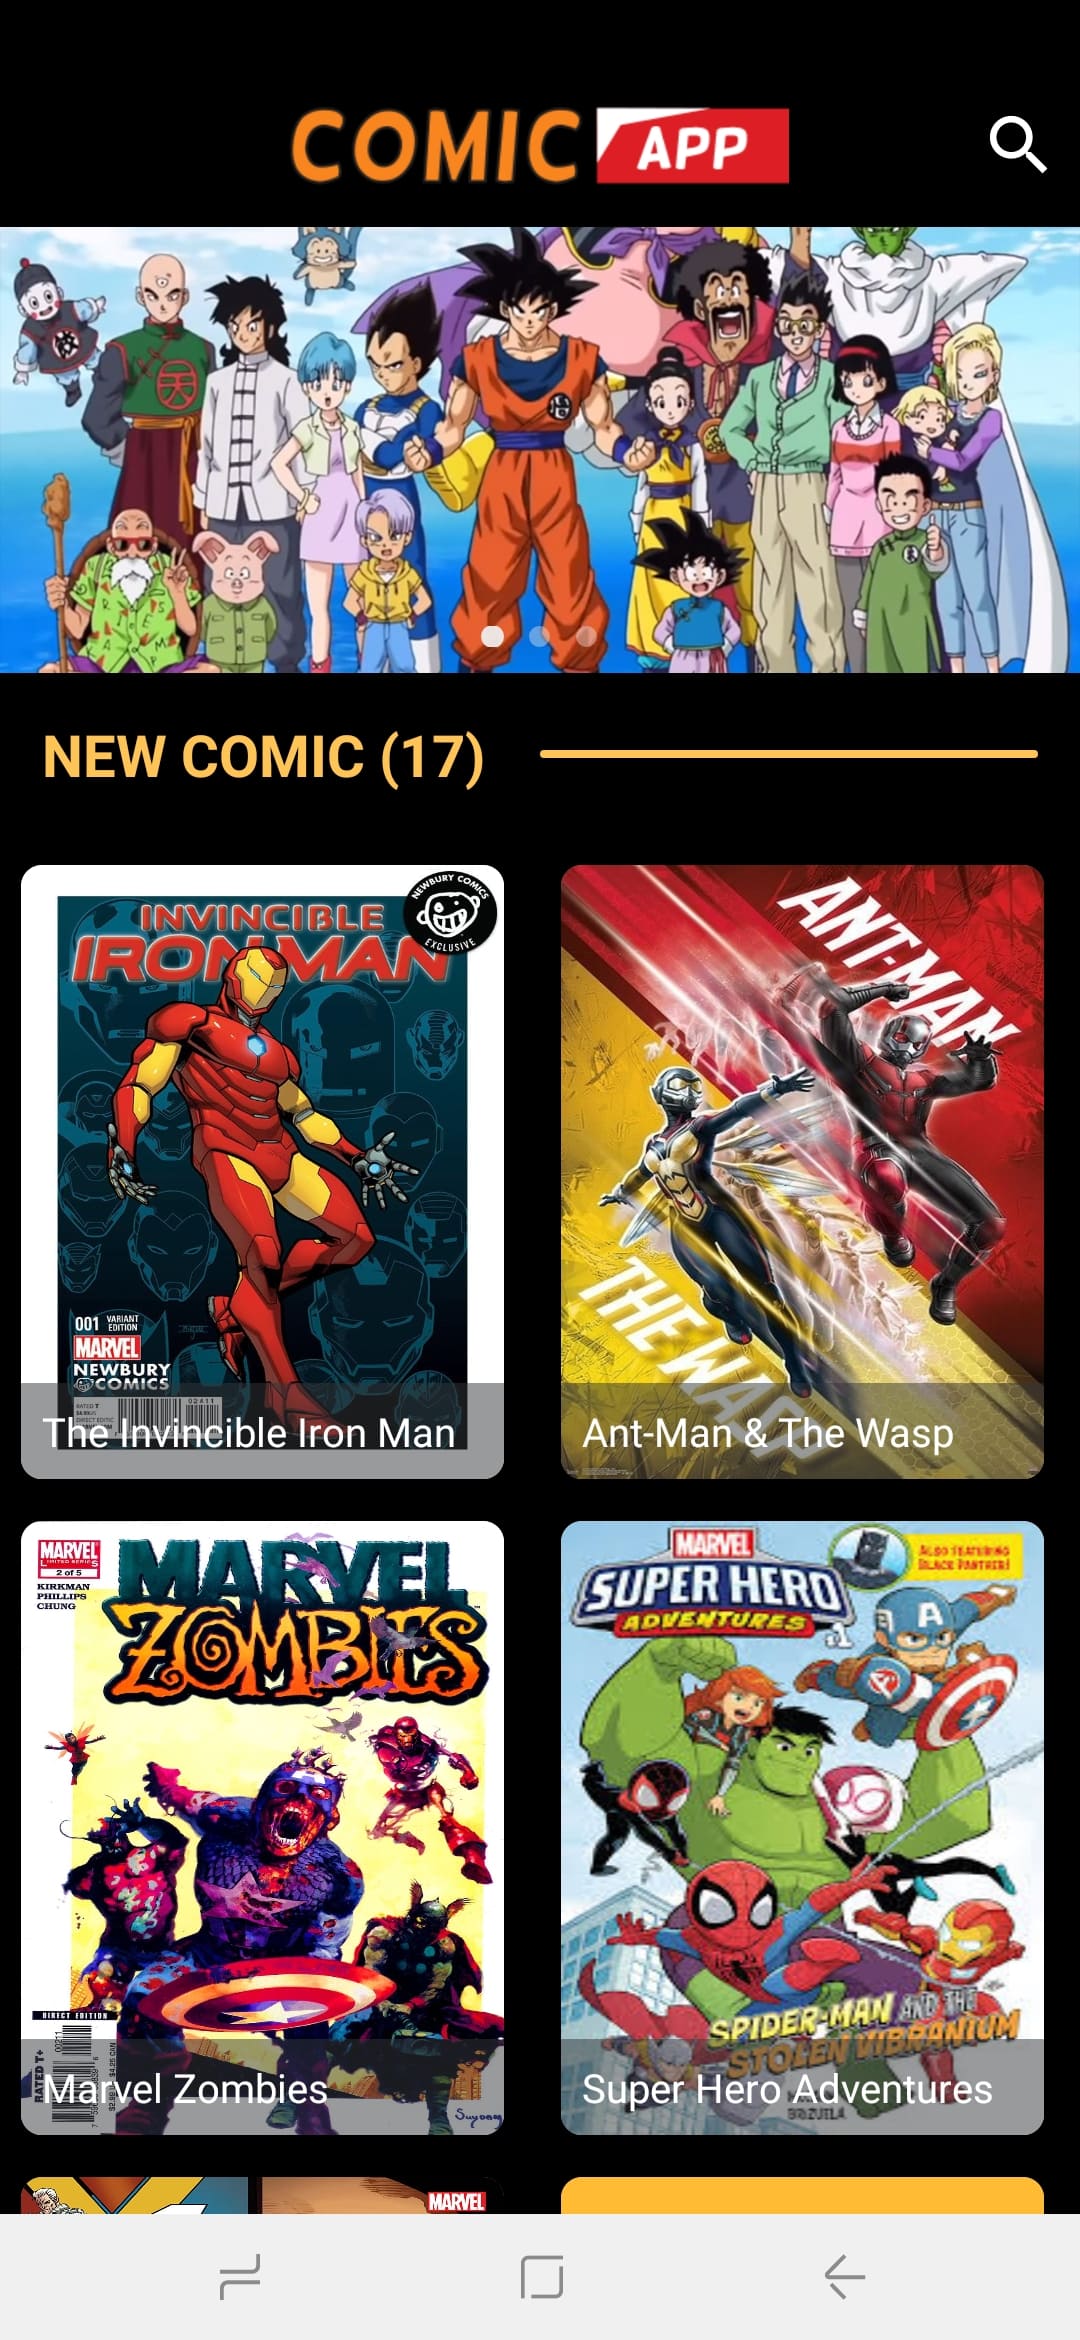 COMIC APP
NEW COMIC (17)
NEWBURY COMICS
EXCLUSIVE
INVINCIBLE
IRON MAN
001 VARIANT
EDITION
MARVEL
NEWBURY
COMICS
RATED T
The Invincible Iron Man
ANT-MAN
THE WASP
Ant-Man & The Wasp
MARVEL
LIMITED SERIES
2 of 5
KIRKMAN
PHILLIPS
CHUNG
MARVEL
ZOMBIES
DIRECT EDITION
RATED T+
Marvel Zombies
MARVEL
SUPER HERO
ADVENTURES
#1
ALSO FEATURING
BLACK PANTHER!
SPIDER-MAN AND THE
STOLEN VIBRANIUM
Super Hero Adventures
MARVEL